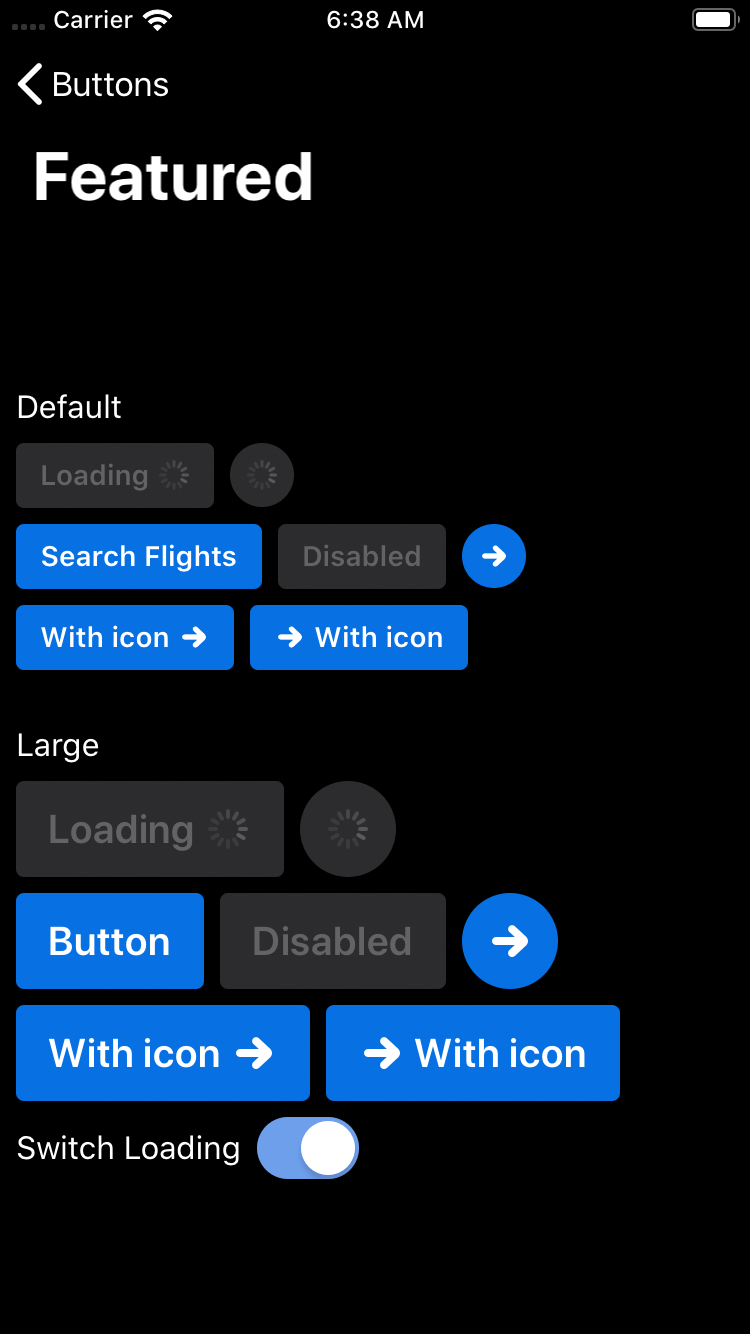 Carrier 6:38 AM
Buttons
Featured
Default
Loading
Search Flights Disabled
With icon With icon
Large
Loading
Button Disabled
With icon With icon
Switch Loading